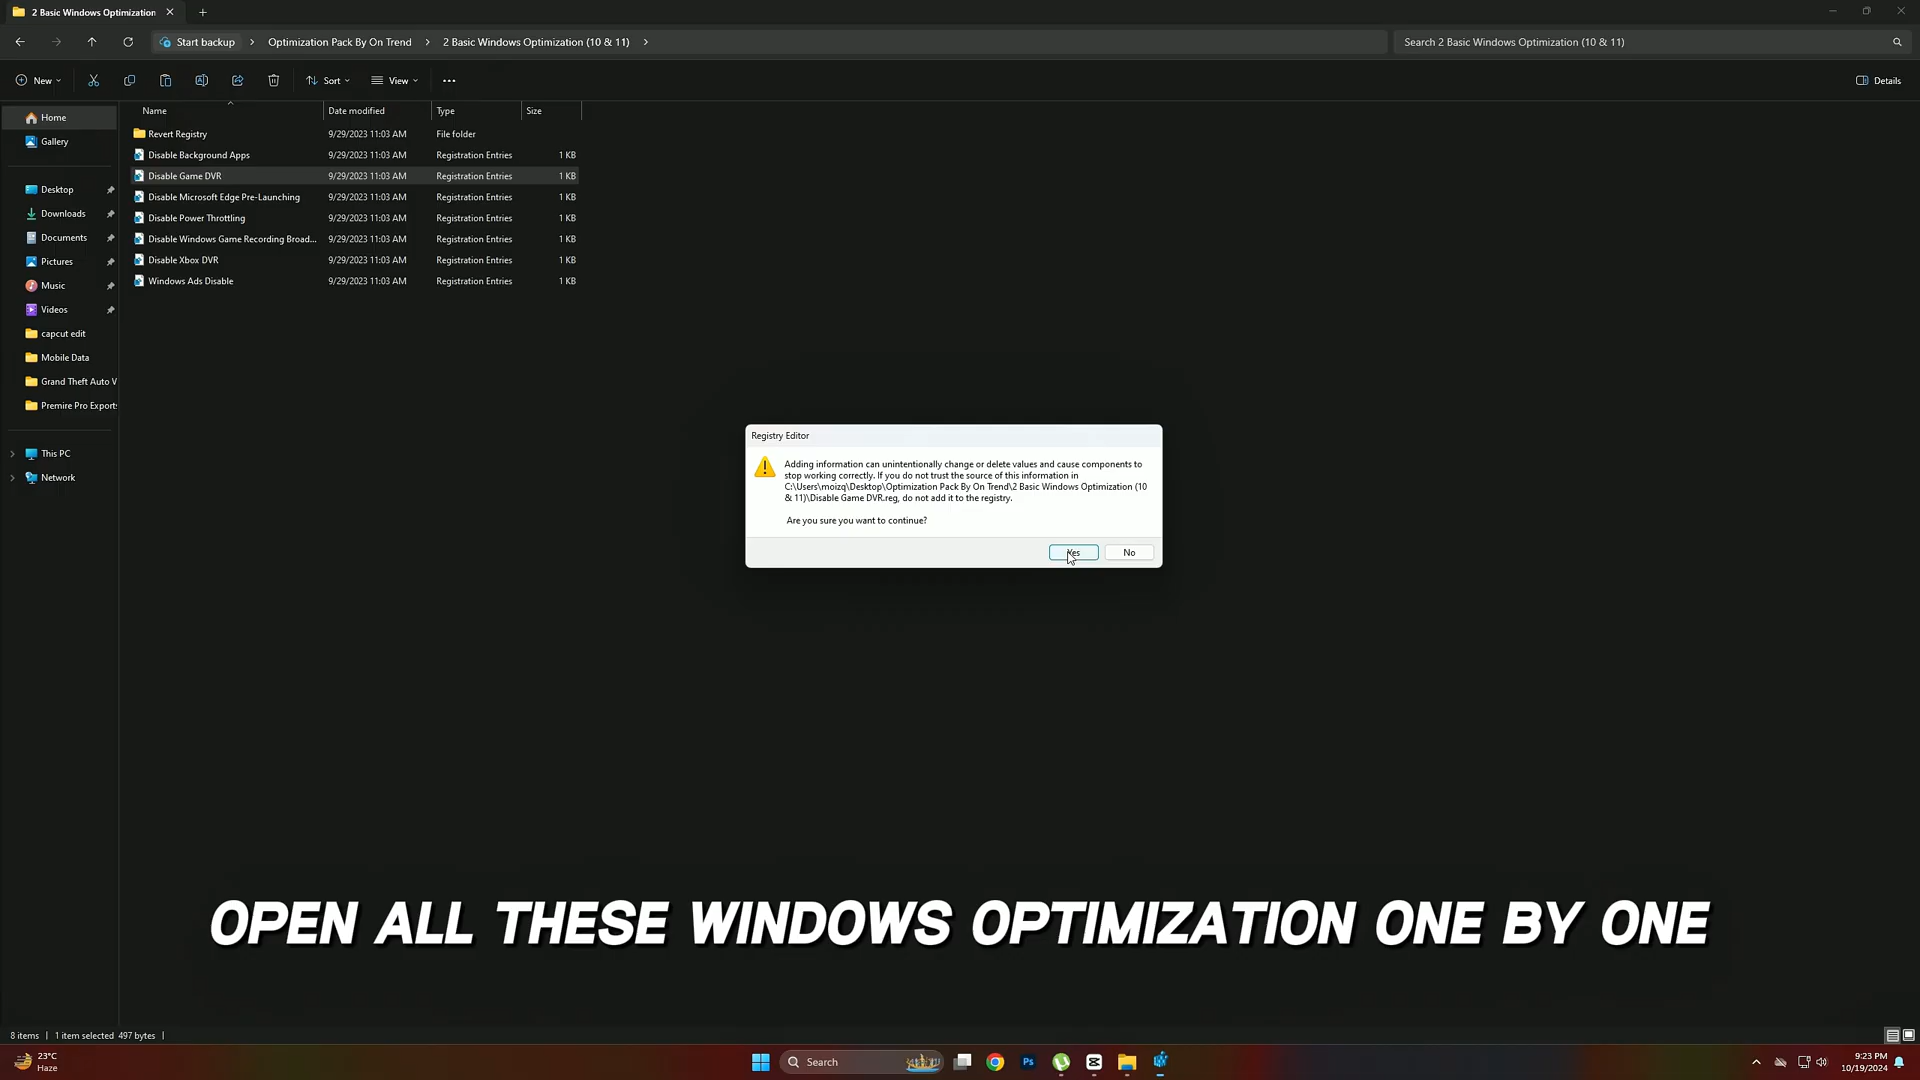 2 Basic Windows Optimization
Start backup > Optimization Pack By On Trend > 2 Basic Windows Optimization (10 & 11) >
Search 2 Basic Windows Optimization (10 & 11)
New
Sort
View
Details
Name Date modified Type Size
Revert Registry 9/29/2023 11:03 AM File folder
Disable Background Apps 9/29/2023 11:03 AM Registration Entries 1 KB
Disable Game DVR 9/29/2023 11:03 AM Registration Entries 1 KB
Disable Microsoft Edge Pre-Launching 9/29/2023 11:03 AM Registration Entries 1 KB
Disable Power Throttling 9/29/2023 11:03 AM Registration Entries 1 KB
Disable Windows Game Recording Broad... 9/29/2023 11:03 AM Registration Entries 1 KB
Disable Xbox DVR 9/29/2023 11:03 AM Registration Entries 1 KB
Windows Ads Disable 9/29/2023 11:03 AM Registration Entries 1 KB
Home
Gallery
Desktop
Downloads
Documents
Pictures
Music
Videos
capcut edit
Mobile Data
Grand Theft Auto V
Premire Pro Exports
This PC
Network
Registry Editor
Adding information can unintentionally change or delete values and cause components to
stop working correctly. If you do not trust the source of this information in
C:\Users\moizq\Desktop\Optimization Pack By On Trend\2 Basic Windows Optimization (10
& 11)\Disable Game DVR.reg, do not add it to the registry.
Are you sure you want to continue?
Yes
No
OPEN ALL THESE WINDOWS OPTIMIZATION ONE BY ONE
8 items | 1 item selected 497 bytes |
23°C
Haze
Search
Ps
9:23 PM
10/19/2024